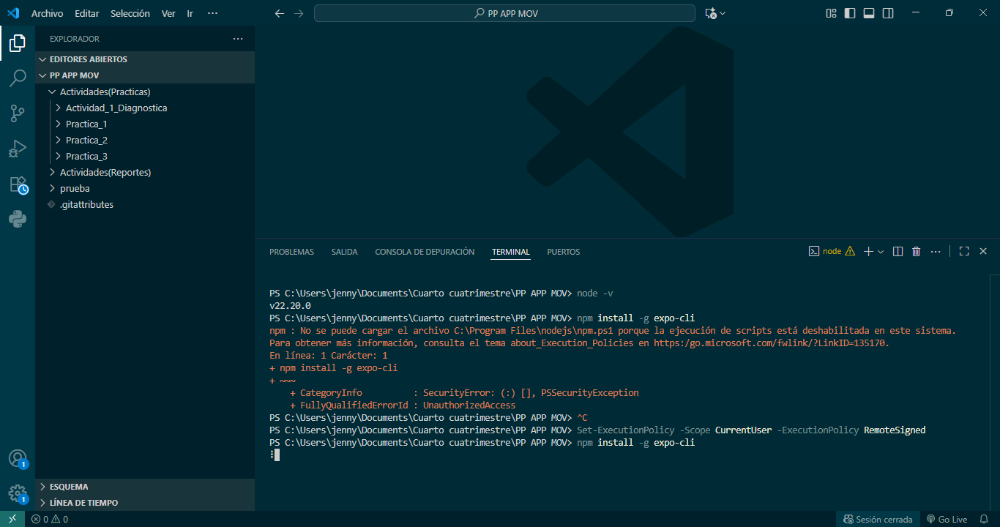 Archivo Editar Selección Ver Ir ···
PP APP MOV
EXPLORADOR
EDITORES ABIERTOS
PP APP MOV
Actividades(Practicas)
Actividad_1_Diagnostica
Practica_1
Practica_2
Practica_3
Actividades(Reportes)
prueba
.gitattributes
PROBLEMAS SALIDA CONSOLA DE DEPURACIÓN TERMINAL PUERTOS
node
PS C:\Users\jenny\Documents\Cuarto cuatrimestre\PP APP MOV> node -v
v22.20.0
PS C:\Users\jenny\Documents\Cuarto cuatrimestre\PP APP MOV> npm install -g expo-cli
npm : No se puede cargar el archivo C:\Program Files\nodejs\npm.ps1 porque la ejecución de scripts está deshabilitada en este sistema.
Para obtener más información, consulta el tema about_Execution_Policies en https:/go.microsoft.com/fwlink/?LinkID=135170.
En línea: 1 Carácter: 1
+ npm install -g expo-cli
+ ~~~
+ CategoryInfo : SecurityError: (:) [], PSSecurityException
+ FullyQualifiedErrorId : UnauthorizedAccess
PS C:\Users\jenny\Documents\Cuarto cuatrimestre\PP APP MOV> ^C
PS C:\Users\jenny\Documents\Cuarto cuatrimestre\PP APP MOV> Set-ExecutionPolicy -Scope CurrentUser -ExecutionPolicy RemoteSigned
PS C:\Users\jenny\Documents\Cuarto cuatrimestre\PP APP MOV> npm install -g expo-cli
1
1
ESQUEMA
LÍNEA DE TIEMPO
0 0
Sesión cerrada
Go Live